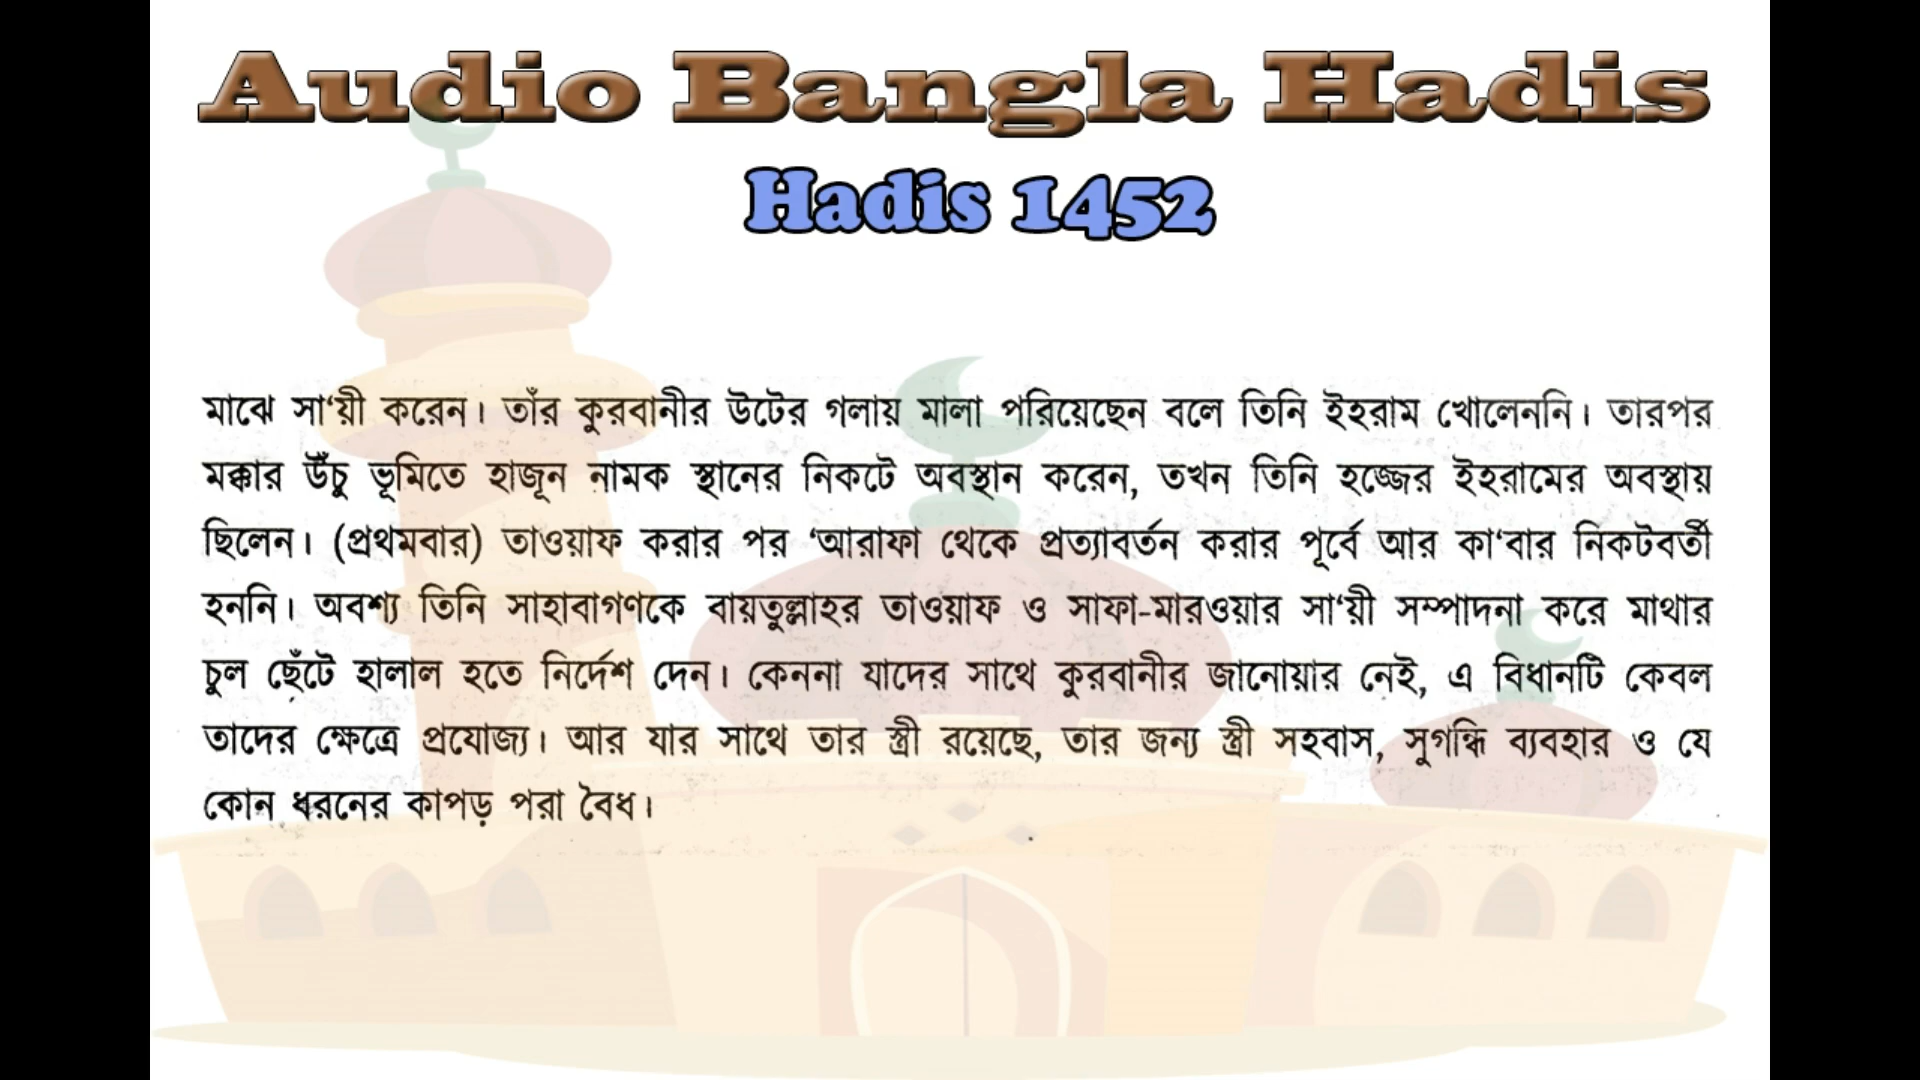 Audio Bangla Hadis
Hadis 1452
মাঝে সা‘য়ী করেন। তাঁর কুরবানীর উটের গলায় মালা পরিয়েছেন বলে তিনি ইহরাম খোলেননি। তারপর
মক্কার উঁচু ভূমিতে হাজূন নামক স্থানের নিকটে অবস্থান করেন, তখন তিনি হজ্জের ইহরামের অবস্থায়
ছিলেন। (প্রথমবার) তাওয়াফ করার পর ‘আরাফা থেকে প্রত্যাবর্তন করার পূর্বে আর কা‘বার নিকটবর্তী
হননি। অবশ্য তিনি সাহাবাগণকে বায়তুল্লাহর তাওয়াফ ও সাফা-মারওয়ার সা‘য়ী সম্পাদনা করে মাথার
চুল ছেঁটে হালাল হতে নির্দেশ দেন। কেননা যাদের সাথে কুরবানীর জানোয়ার নেই, এ বিধানটি কেবল
তাদের ক্ষেত্রে প্রযোজ্য। আর যার সাথে তার স্ত্রী রয়েছে, তার জন্য স্ত্রী সহবাস, সুগন্ধি ব্যবহার ও যে
কোন ধরনের কাপড় পরা বৈধ।